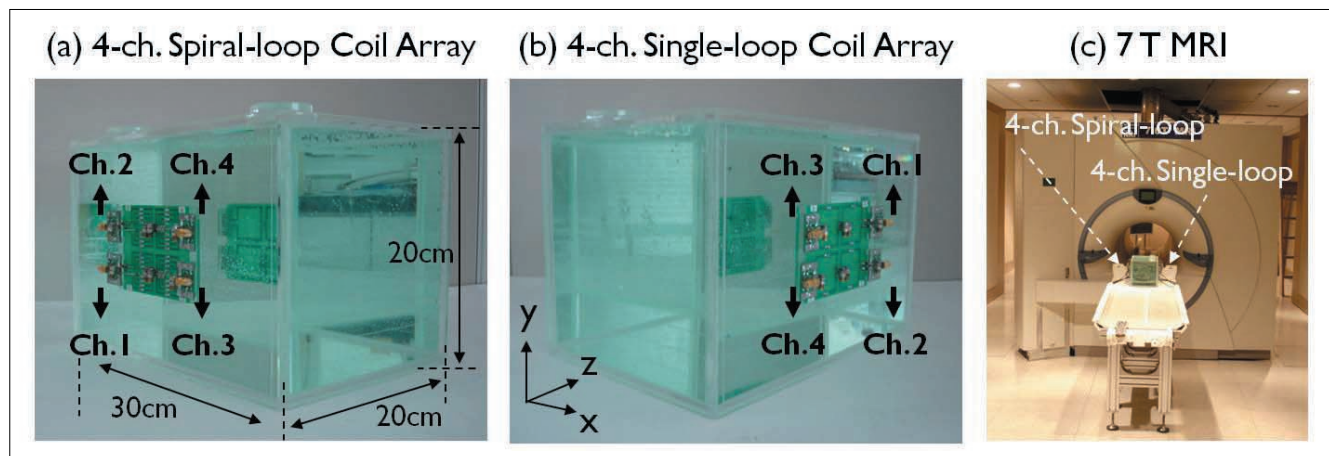 (a) 4-ch. Spiral-loop Coil Array
Ch.2
Ch.4
Ch.1
Ch.3
20cm
30cm
20cm
(b) 4-ch. Single-loop Coil Array
Ch.3
Ch.1
Ch.4
Ch.2
y
z
x
(c) 7 T MRI
4-ch. Spiral-loop
4-ch. Single-loop